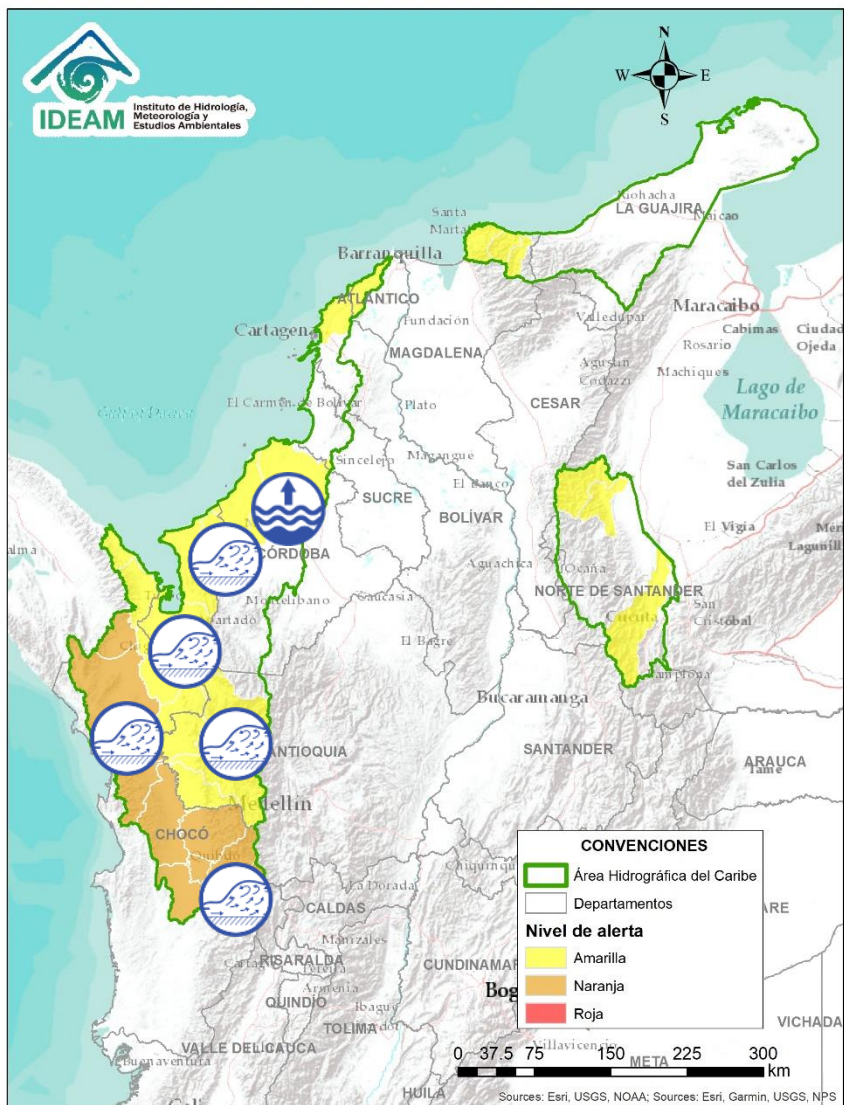 IDEAM
Instituto de Hidrología,
Meteorología y
Estudios Ambientales
N
W
E
S
Riohacha
LA GUAJIRA
Maicao
Santa
Marta
Barranquilla
ATLÁNTICO
Cartagena
Fundación
Valledupar
Maracaibo
Cabimas
Ciudad
Ojeda
Rosario
Machiques
MAGDALENA
Agustín
Codazzi
CESAR
Lago de
Maracaibo
El Carmen de Bolívar
Plato
Sincelejo
Magangué
SUCRE
El Banco
BOLÍVAR
San Carlos
del Zulia
El Vigía
CÓRDOBA
Aguachica
Ocaña
NORTE DE SANTANDER
Cúcuta
San
Cristóbal
Montelíbano
Caucasia
El Bagre
Pamplona
Bucaramanga
ANTIOQUIA
SANTANDER
ARAUCA
Tame
Medellín
CHOCÓ
Quibdó
La Dorada
CALDAS
Manizales
RISARALDA
Pereira
Armenia
QUINDÍO
Ibagué
TOLIMA
VALLE DEL CAUCA
Buenaventura
HUILA
META
Villavicencio
VICHADA
CONVENCIONES
Área Hidrográfica del Caribe
Departamentos
Nivel de alerta
Amarilla
Naranja
Roja
0 37.5 75 150 225 300
km
Sources: Esri, USGS, NOAA; Sources: Esri, Garmin, USGS, NPS